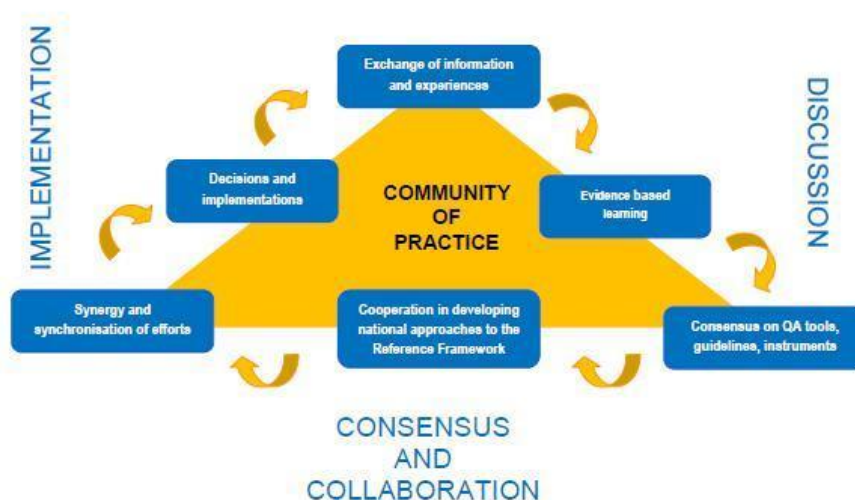 IMPLEMENTATION
Exchange of information
and experiences
DISCUSSION
Decisions and
implementations
COMMUNITY
OF
PRACTICE
Evidence based
learning
Synergy and
synchronisation of efforts
Cooperation in developing
national approaches to the
Reference Framework
Consensus on QA tools,
guidelines, instruments
CONSENSUS
AND
COLLABORATION